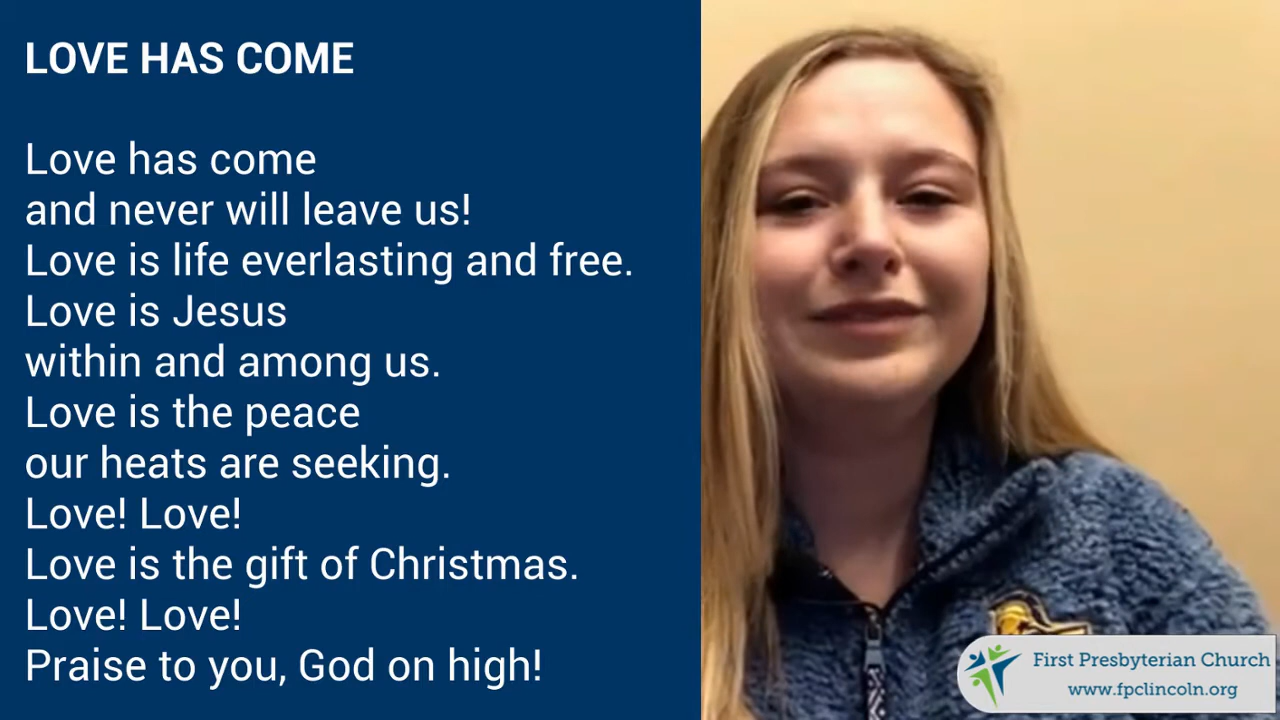 LOVE HAS COME
Love has come
and never will leave us!
Love is life everlasting and free.
Love is Jesus
within and among us.
Love is the peace
our heats are seeking.
Love! Love!
Love is the gift of Christmas.
Love! Love!
Praise to you, God on high!
First Presbyterian Church
www.fpclincoln.org